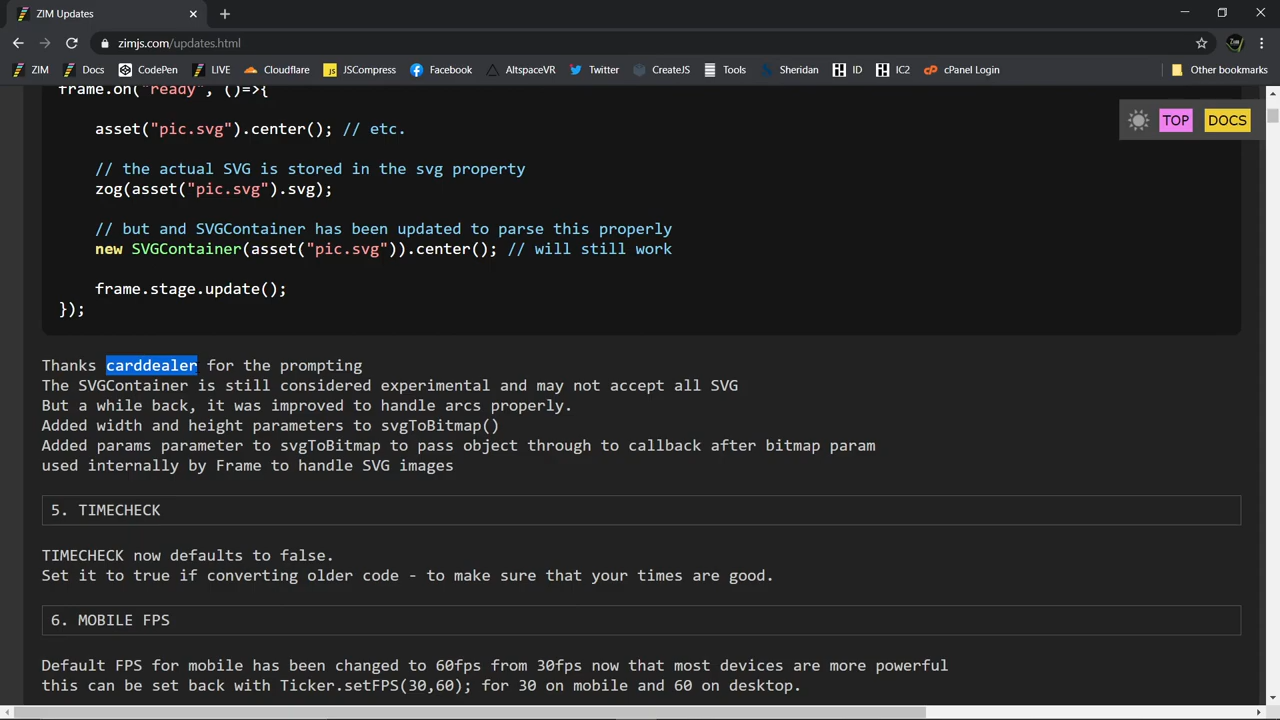 ZIM Updates
zimjs.com/updates.html
ZIM Docs CodePen LIVE Cloudflare JSCompress Facebook AltspaceVR Twitter CreateJS Tools Sheridan ID IC2 cPanel Login Other bookmarks
frame.on("ready", ()=>{
TOP DOCS
asset("pic.svg").center(); // etc.
// the actual SVG is stored in the svg property
zog(asset("pic.svg").svg);
// but and SVGContainer has been updated to parse this properly
new SVGContainer(asset("pic.svg")).center(); // will still work
frame.stage.update();
});
Thanks carddealer for the prompting
The SVGContainer is still considered experimental and may not accept all SVG
But a while back, it was improved to handle arcs properly.
Added width and height parameters to svgToBitmap()
Added params parameter to svgToBitmap to pass object through to callback after bitmap param
used internally by Frame to handle SVG images
5. TIMECHECK
TIMECHECK now defaults to false.
Set it to true if converting older code - to make sure that your times are good.
6. MOBILE FPS
Default FPS for mobile has been changed to 60fps from 30fps now that most devices are more powerful
this can be set back with Ticker.setFPS(30,60); for 30 on mobile and 60 on desktop.